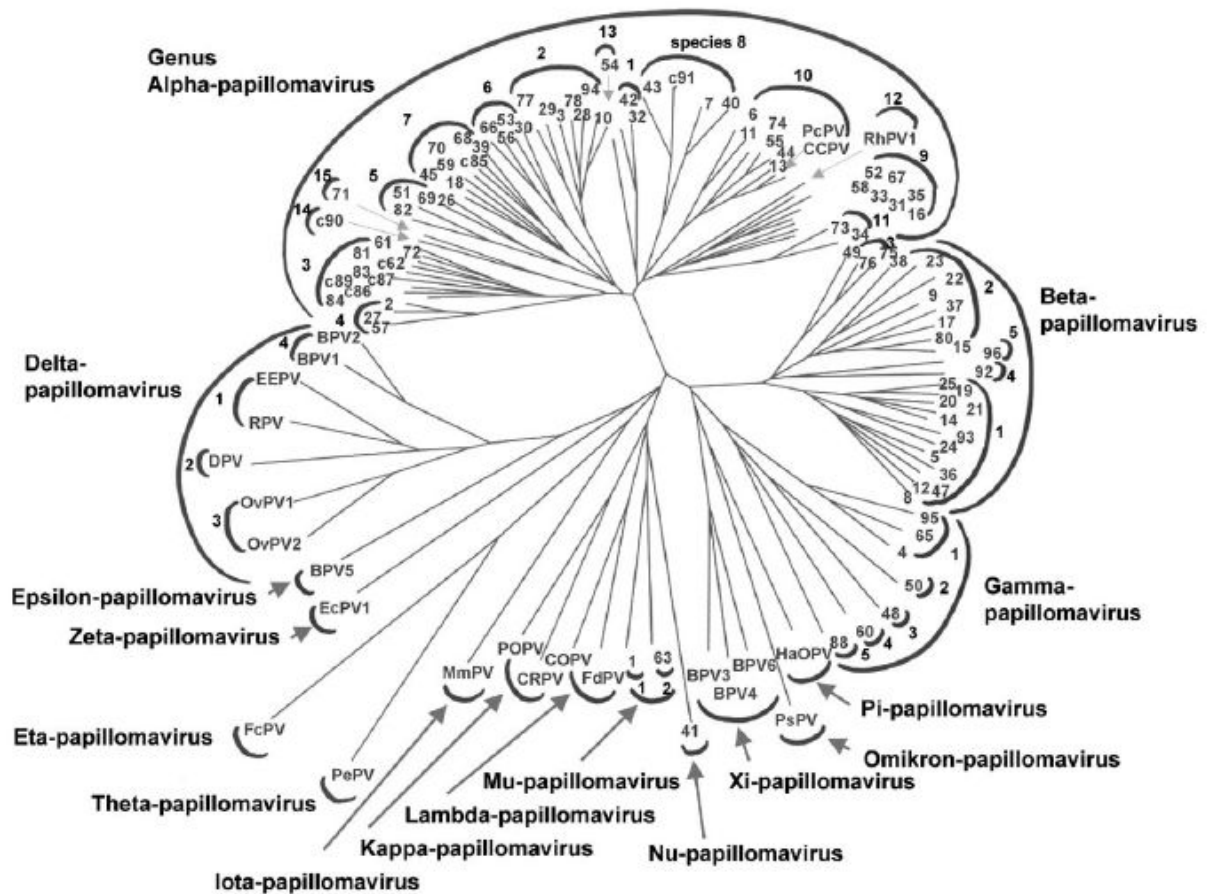 Genus
Alpha-papillomavirus
13
54
2
1
species 8
10
12
9
6
77
94
78
29
3
28
10
42
32
43
c91
7
40
6
11
74
55
44
13
PcPV
CCPV
RhPV1
52
67
58
33
31
35
16
7
66
53
56
30
68
39
c85
70
59
45
18
5
51
82
69
26
15
71
14
c90
11
73
34
3
61
81
72
c62
83
c87
c89
c86
84
4
2
27
57
3
49
75
76
38
23
22
2
9
37
17
80
15
5
96
4
92
25
19
20
21
14
1
93
24
5
36
12
47
8
Beta-
papillomavirus
Delta-
papillomavirus
4
BPV2
BPV1
1
EEPV
RPV
2
DPV
3
OvPV1
OvPV2
95
65
4
1
50
2
48
3
60
4
88
5
Gamma-
papillomavirus
Epsilon-papillomavirus
BPV5
Zeta-papillomavirus
EcPV1
Eta-papillomavirus
FcPV
Theta-papillomavirus
PePV
MmPV
Iota-papillomavirus
POPV
CRPV
Kappa-papillomavirus
COPV
FdPV
Lambda-papillomavirus
1
63
1
2
Mu-papillomavirus
41
Nu-papillomavirus
BPV3
BPV4
BPV6
Xi-papillomavirus
PsPV
Omikron-papillomavirus
HaOPV
Pi-papillomavirus